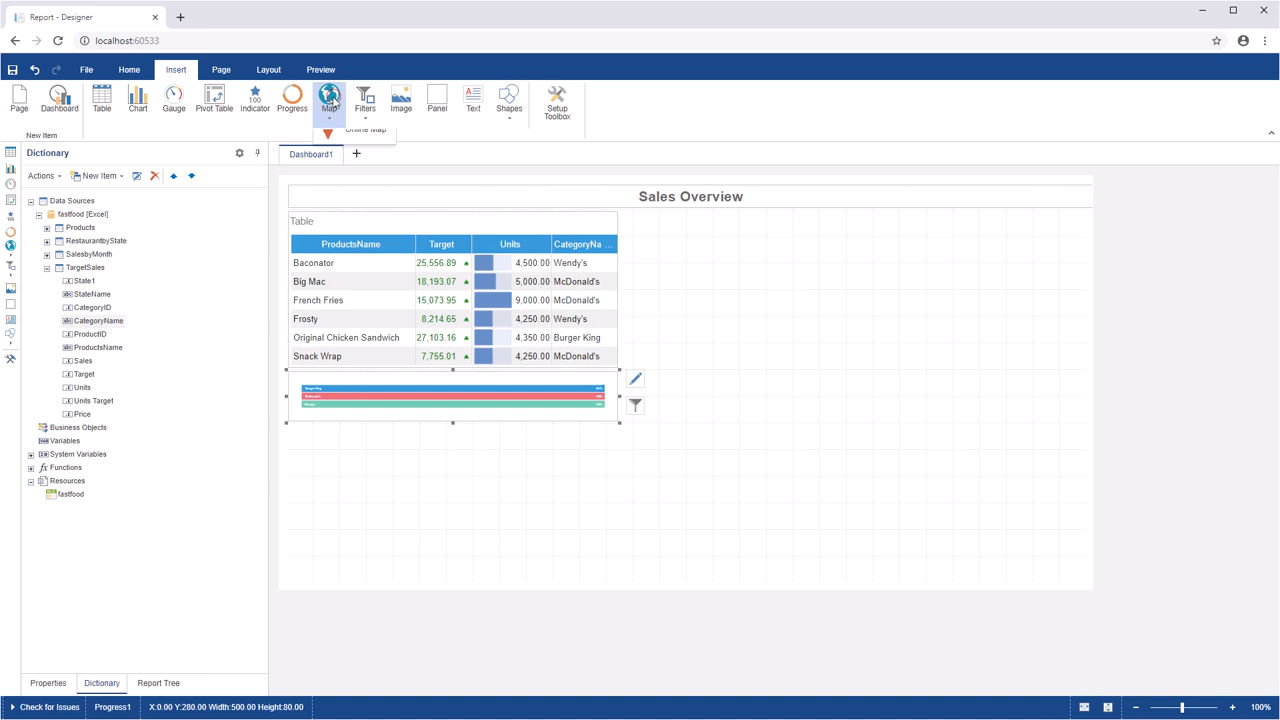 Report - Designer
localhost:60533
File Home Insert Page Layout Preview
Page Dashboard Table Chart Gauge Pivot Table 100 Indicator Progress Map Filters Image Panel Text Shapes Setup Toolbox
New Item
Online Map
Dictionary
Dashboard1
Actions New Item
Data Sources
fastfood [Excel]
Products
RestaurantbyState
SalesbyMonth
TargetSales
State1
StateName
CategoryID
CategoryName
ProductID
ProductsName
Sales
Target
Units
Units Target
Price
Business Objects
Variables
System Variables
Functions
Resources
fastfood
Sales Overview
Table
ProductsName Target Units CategoryNa ...
Baconator 25,556.89 4,500.00 Wendy's
Big Mac 18,193.07 5,000.00 McDonald's
French Fries 15,073.95 9,000.00 McDonald's
Frosty 8,214.65 4,250.00 Wendy's
Original Chicken Sandwich 27,103.16 4,350.00 Burger King
Snack Wrap 7,755.01 4,250.00 McDonald's
Properties Dictionary Report Tree
Check for Issues Progress1 X:0.00 Y:280.00 Width:500.00 Height:80.00 100%